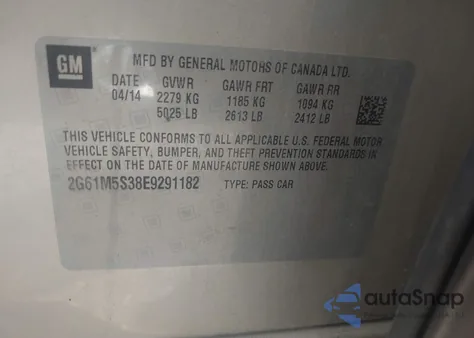 GM
MFD BY GENERAL MOTORS OF CANADA LTD.
DATE GVWR GAWR FRT GAWR RR
04/14 2279 KG 1185 KG 1094 KG
5025 LB 2613 LB 2412 LB
THIS VEHICLE CONFORMS TO ALL APPLICABLE U.S. FEDERAL MOTOR
VEHICLE SAFETY, BUMPER, AND THEFT PREVENTION STANDARDS IN
EFFECT ON THE DATE OF MANUFACTURE SHOWN ABOVE.
2G61M5S38E9291182 TYPE: PASS CAR
autoSnap